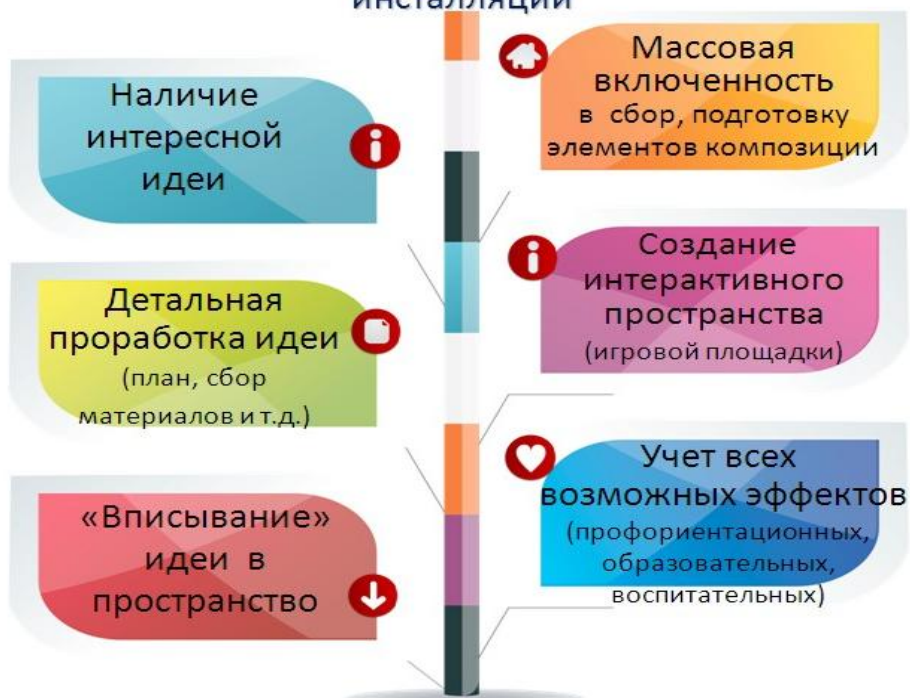 инсталляции
Наличие
интересной
идеи
Детальная
проработка идеи
(план, сбор
материалов и т.д.)
«Вписывание»
идеи в
пространство
Массовая
включенность
в сбор, подготовку
элементов композиции
Создание
интерактивного
пространства
(игровой площадки)
Учет всех
возможных эффектов
(профориентационных,
образовательных,
воспитательных)